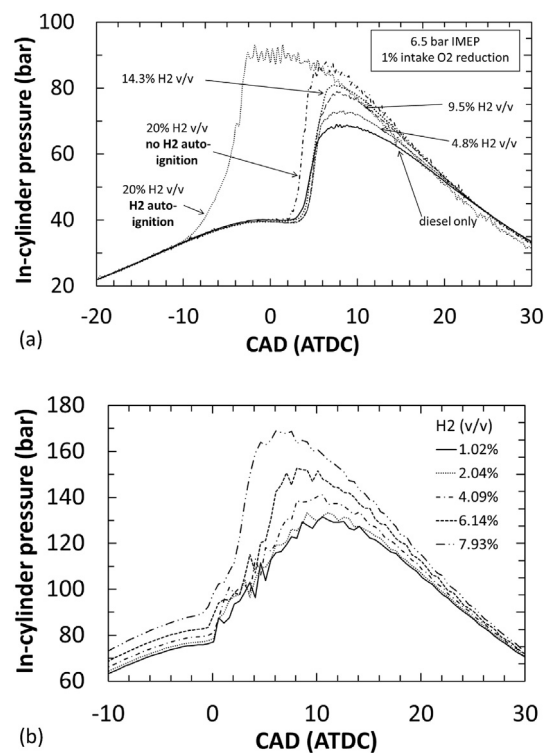 100
80
60
40
20
In-cylinder pressure (bar)
6.5 bar IMEP
1% intake O2 reduction
14.3% H2 v/v
9.5% H2 v/v
4.8% H2 v/v
20% H2 v/v
no H2 auto-
ignition
20% H2 v/v
H2 auto-
ignition
diesel only
-20 -10 0 10 20 30
CAD (ATDC)
(a)
180
160
140
120
100
80
60
In-cylinder pressure (bar)
H2 (v/v)
1.02%
2.04%
4.09%
6.14%
7.93%
-10 0 10 20 30
CAD (ATDC)
(b)